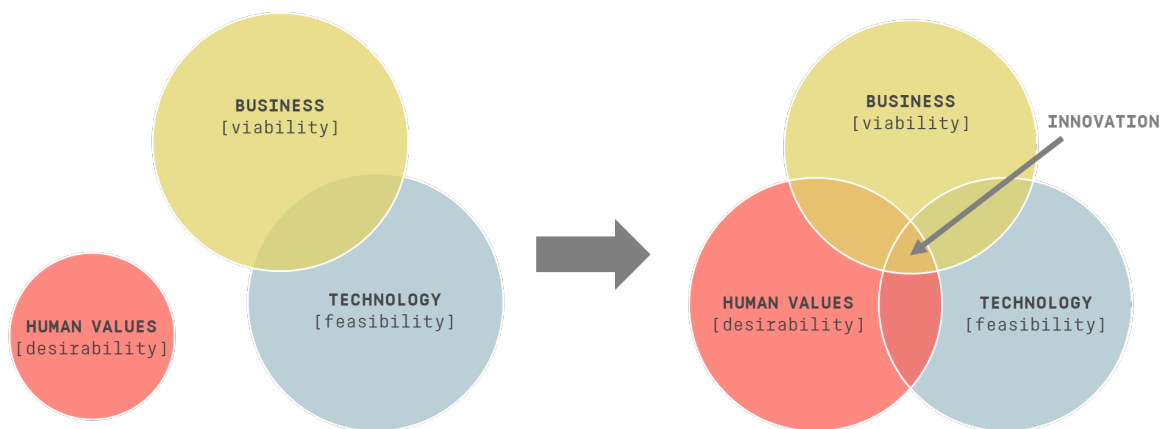 BUSINESS
[viability]
TECHNOLOGY
[feasibility]
HUMAN VALUES
[desirability]
BUSINESS
[viability]
INNOVATION
HUMAN VALUES
[desirability]
TECHNOLOGY
[feasibility]